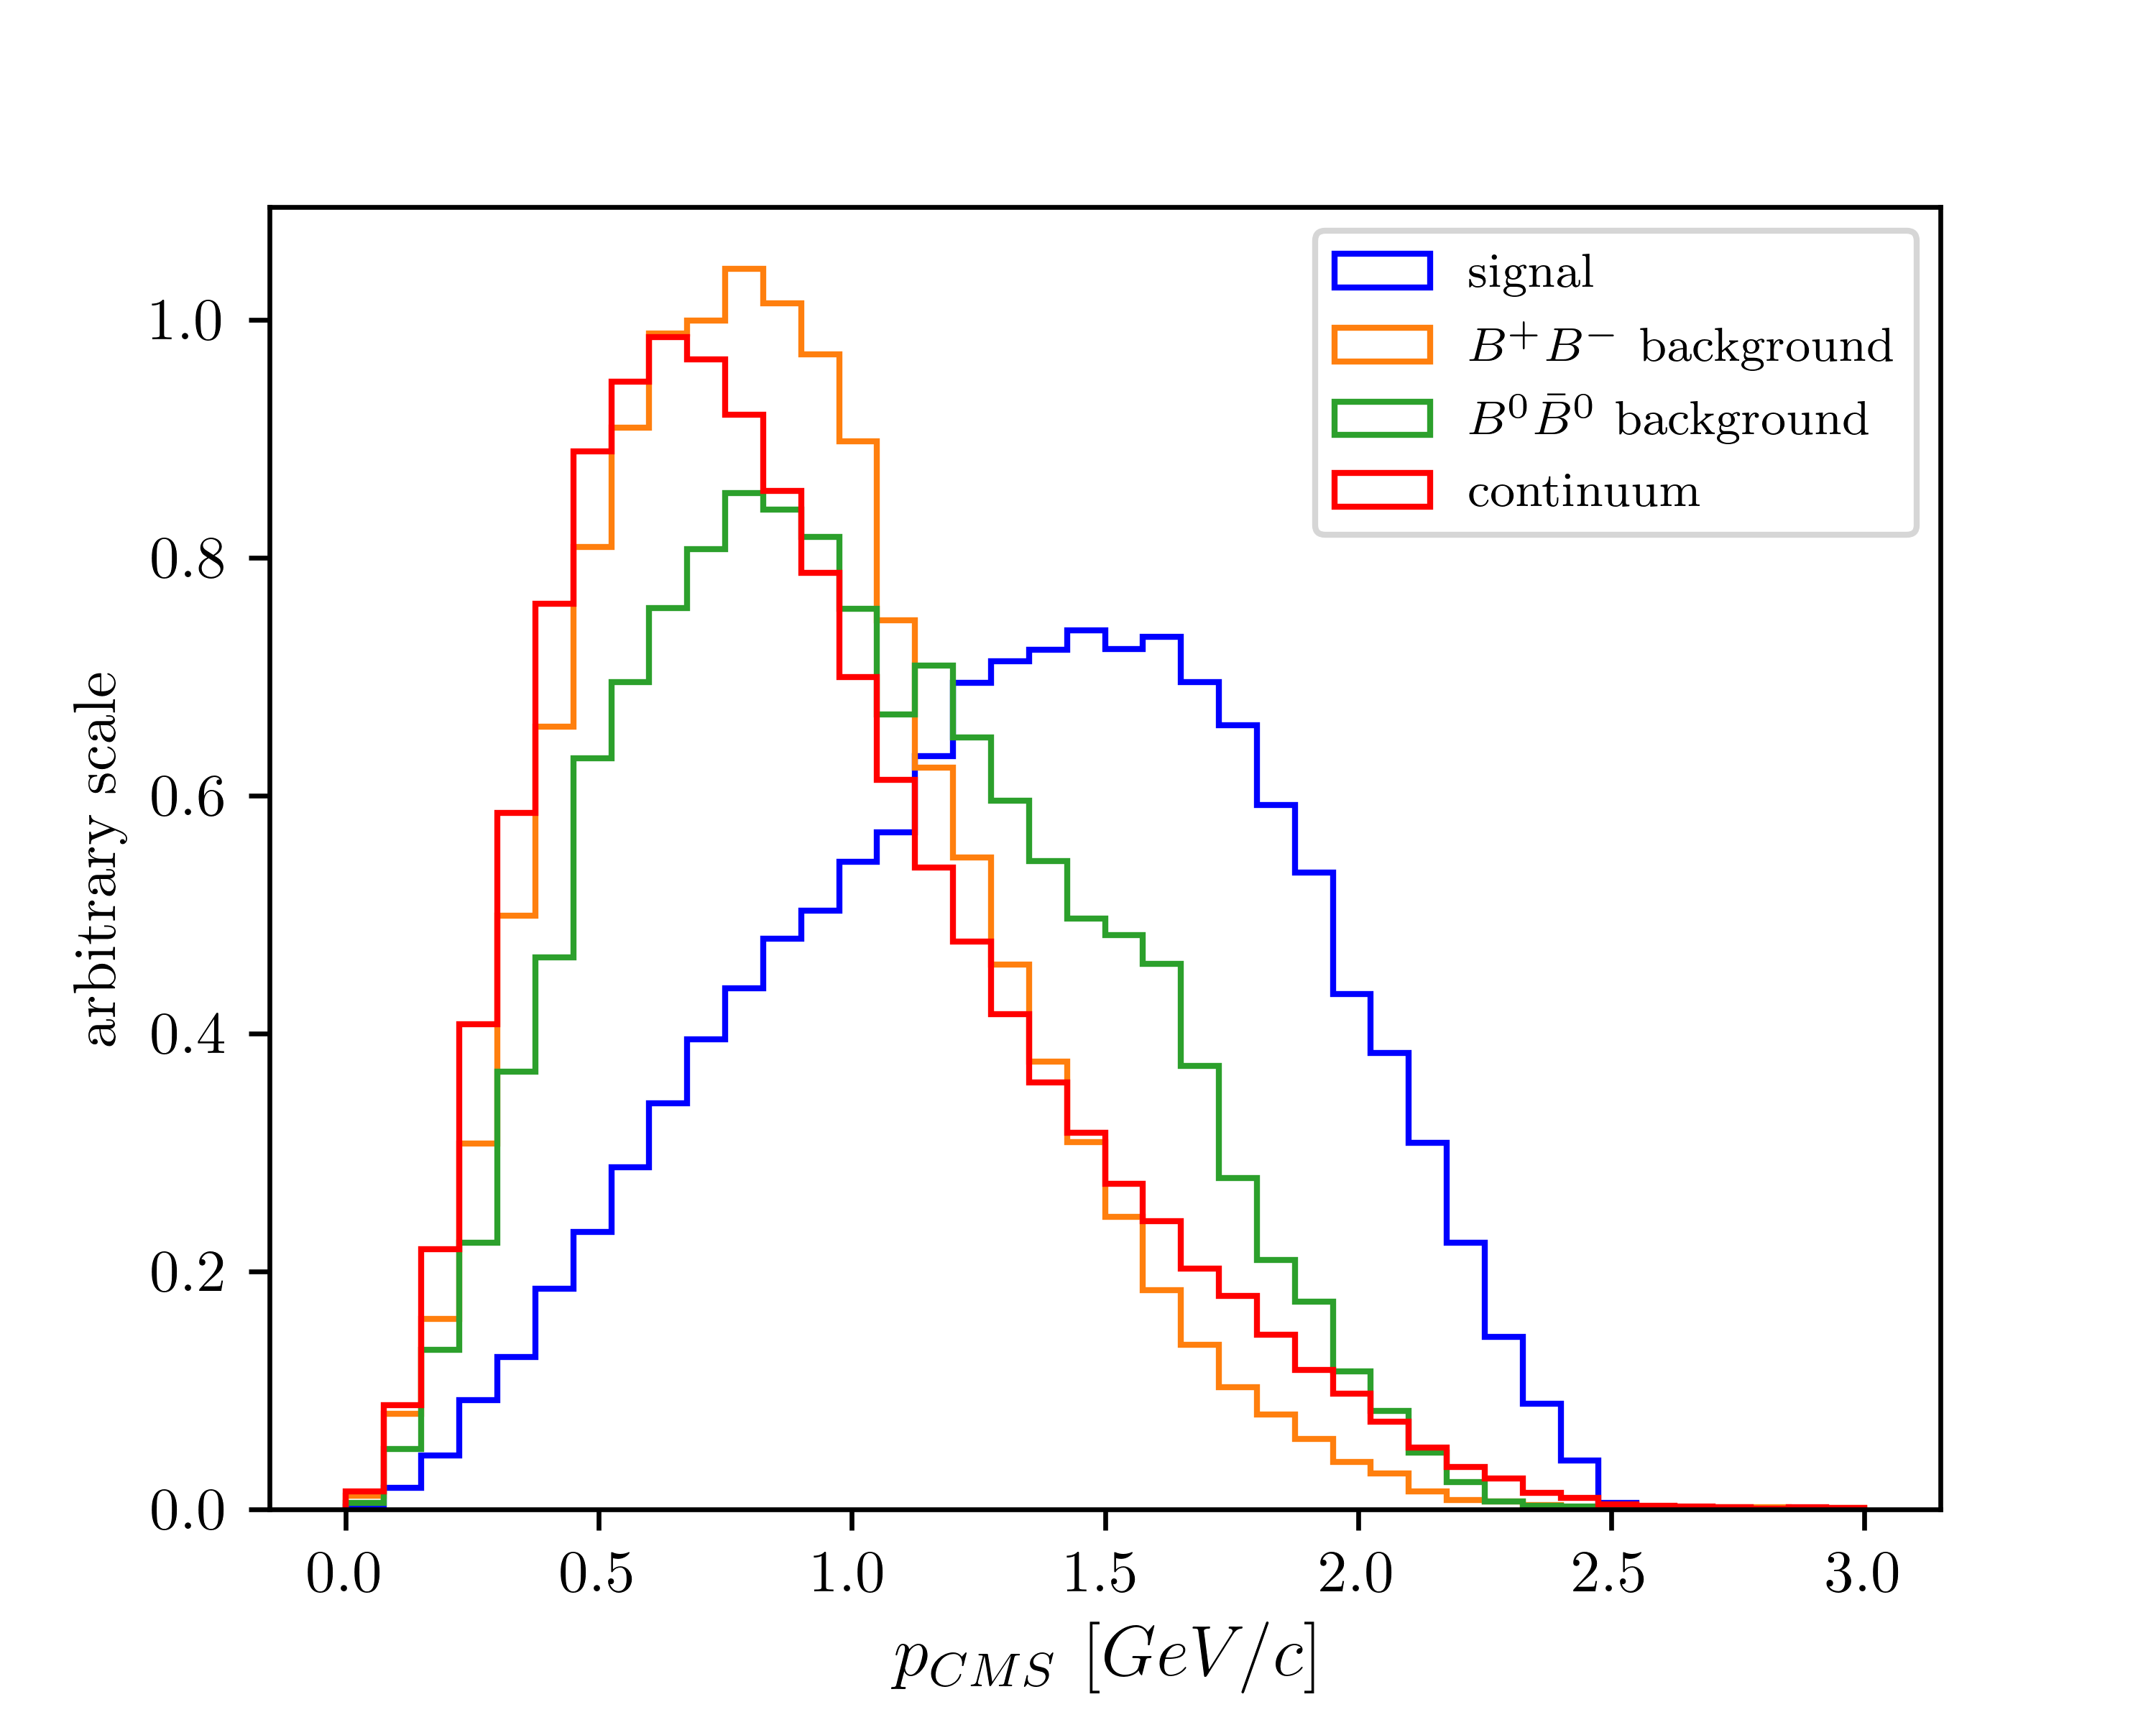 signal
B⁺B⁻ background
B⁰B̄⁰ background
continuum
1.0
0.8
0.6
0.4
0.2
0.0
arbitrary scale
0.0 0.5 1.0 1.5 2.0 2.5 3.0
p_CMS [GeV/c]